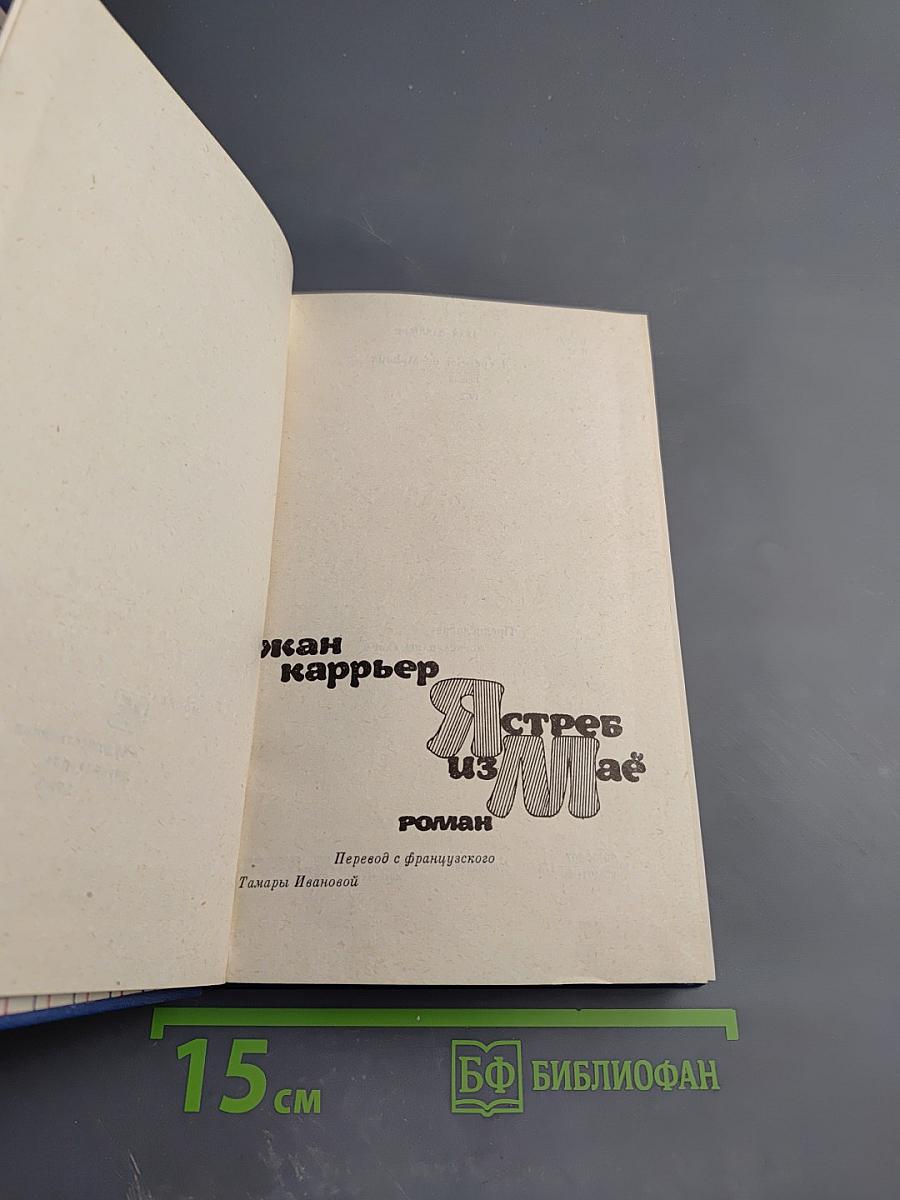 жан
каррьер
Ястреб
из Маё
роман
Перевод с французского
Тамары Ивановой
15 см
БФ БИБЛИОФАН